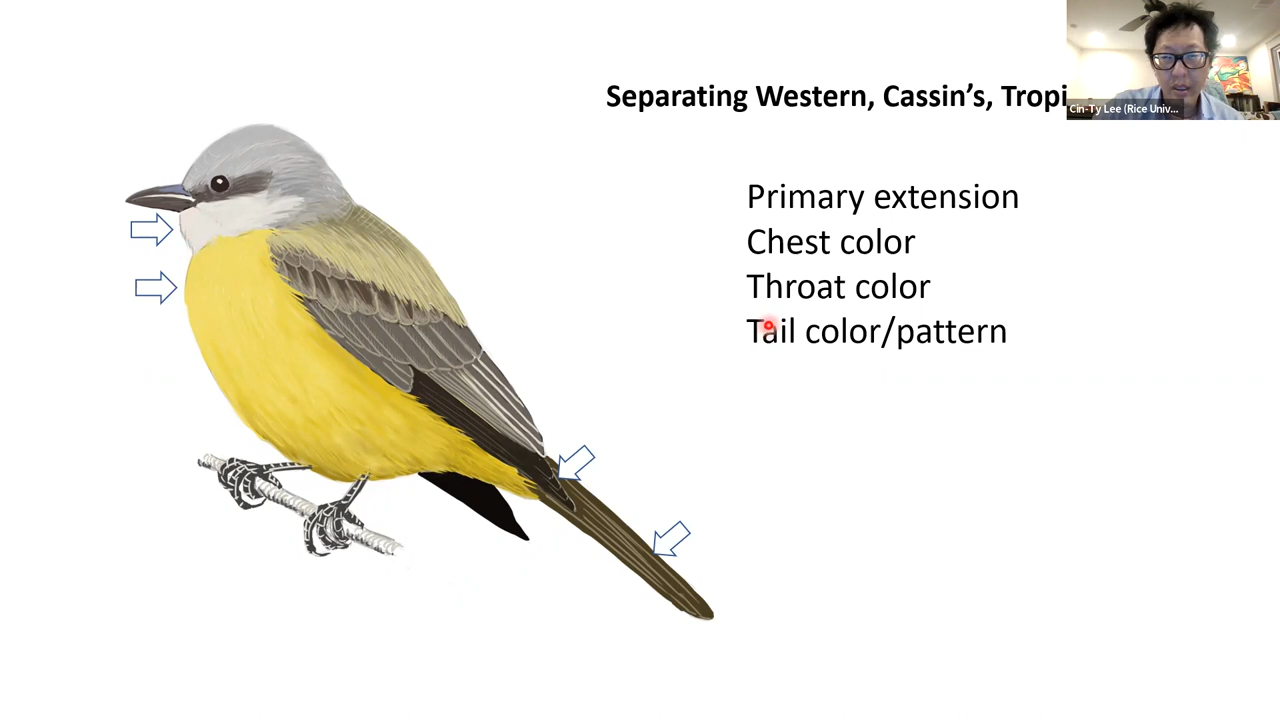 Separating Western, Cassin’s, Tropi
Cin-Ty Lee (Rice Univ...
Primary extension
Chest color
Throat color
Tail color/pattern